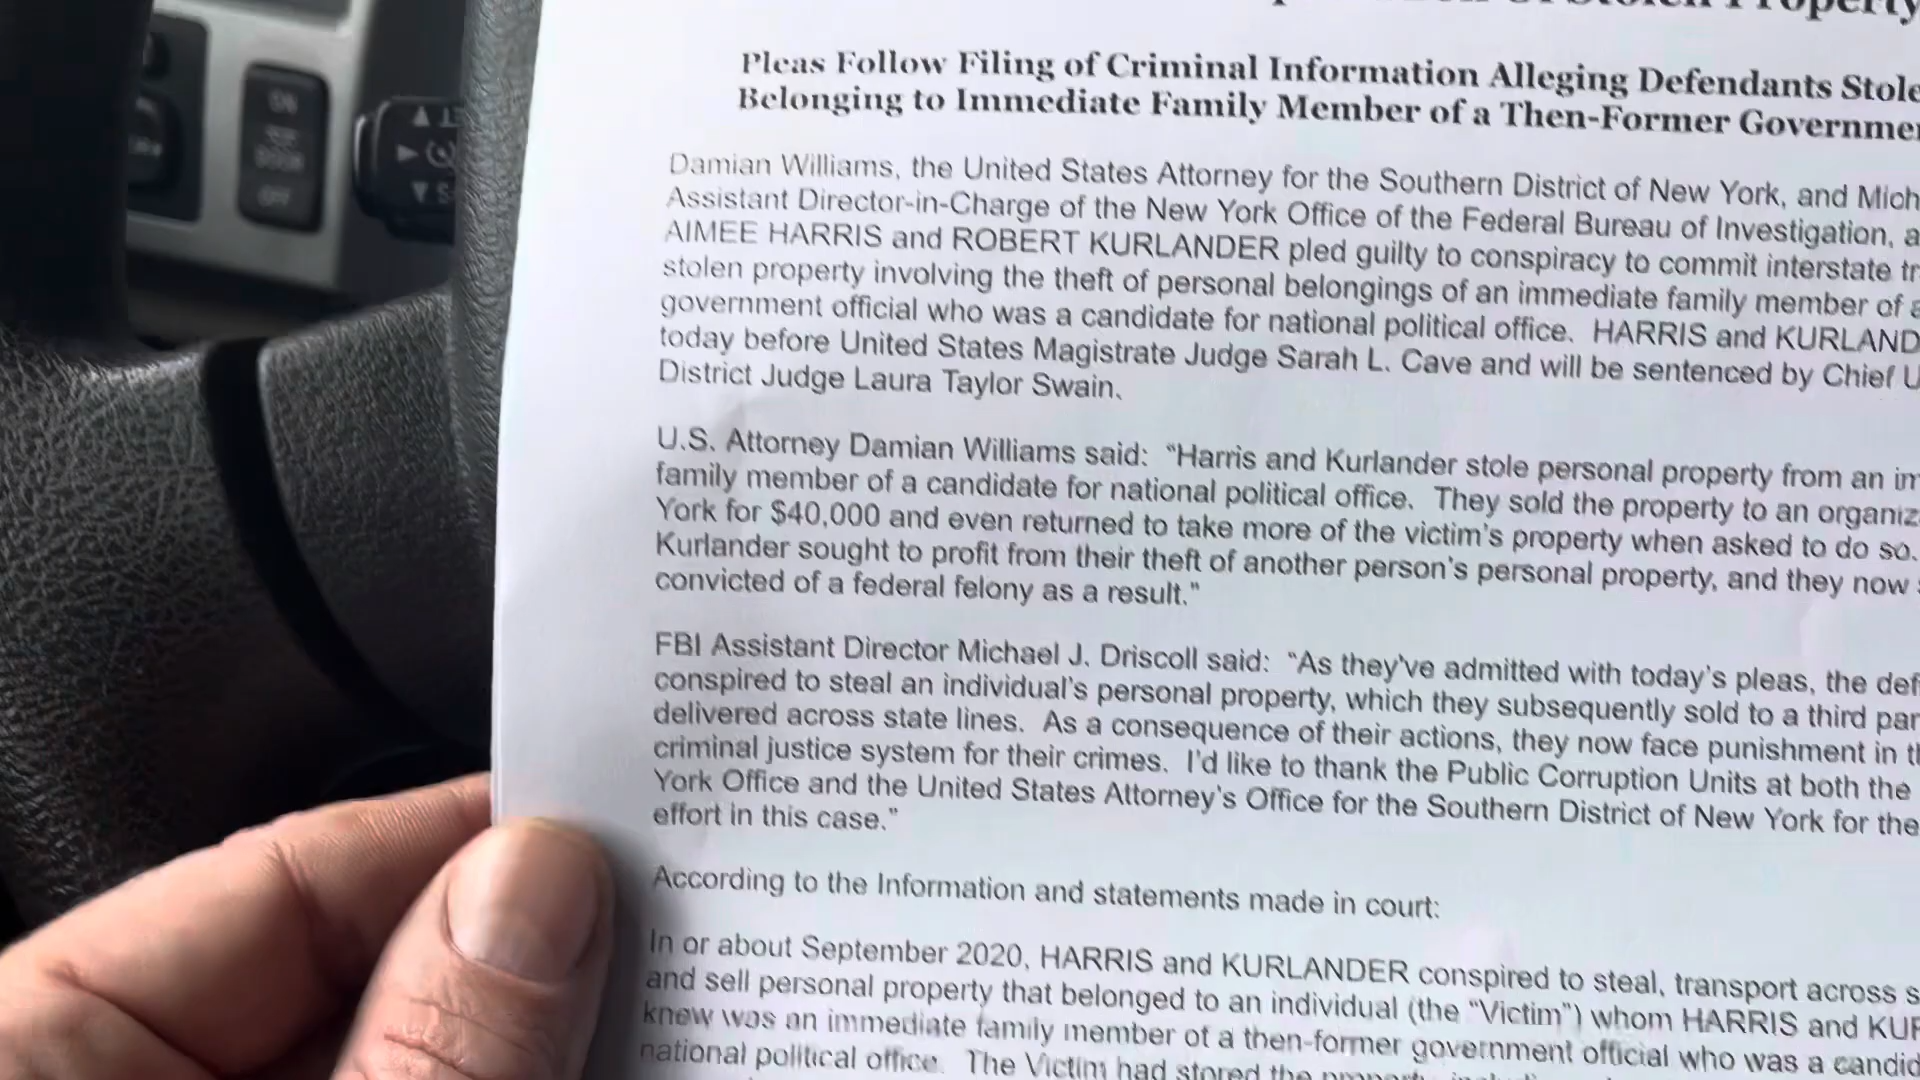 Stolen Property
Pleas Follow Filing of Criminal Information Alleging Defendants Stole
Belonging to Immediate Family Member of a Then-Former Governme
Damian Williams, the United States Attorney for the Southern District of New York, and Mich
Assistant Director-in-Charge of the New York Office of the Federal Bureau of Investigation, a
AIMEE HARRIS and ROBERT KURLANDER pled guilty to conspiracy to commit interstate tr
stolen property involving the theft of personal belongings of an immediate family member of a
government official who was a candidate for national political office. HARRIS and KURLAND
today before United States Magistrate Judge Sarah L. Cave and will be sentenced by Chief U
District Judge Laura Taylor Swain.
U.S. Attorney Damian Williams said: “Harris and Kurlander stole personal property from an im
family member of a candidate for national political office. They sold the property to an organiz
York for $40,000 and even returned to take more of the victim's property when asked to do so.
Kurlander sought to profit from their theft of another person's personal property, and they now s
convicted of a federal felony as a result.”
FBI Assistant Director Michael J. Driscoll said: “As they've admitted with today's pleas, the def
conspired to steal an individual's personal property, which they subsequently sold to a third par
delivered across state lines. As a consequence of their actions, they now face punishment in th
criminal justice system for their crimes. I'd like to thank the Public Corruption Units at both the
York Office and the United States Attorney's Office for the Southern District of New York for the
effort in this case.”
According to the Information and statements made in court:
In or about September 2020, HARRIS and KURLANDER conspired to steal, transport across s
and sell personal property that belonged to an individual (the “Victim”) whom HARRIS and KUR
knew was an immediate family member of a then-former government official who was a candid
national political office. The Victim had stored the property
ON
DOOR
OFF